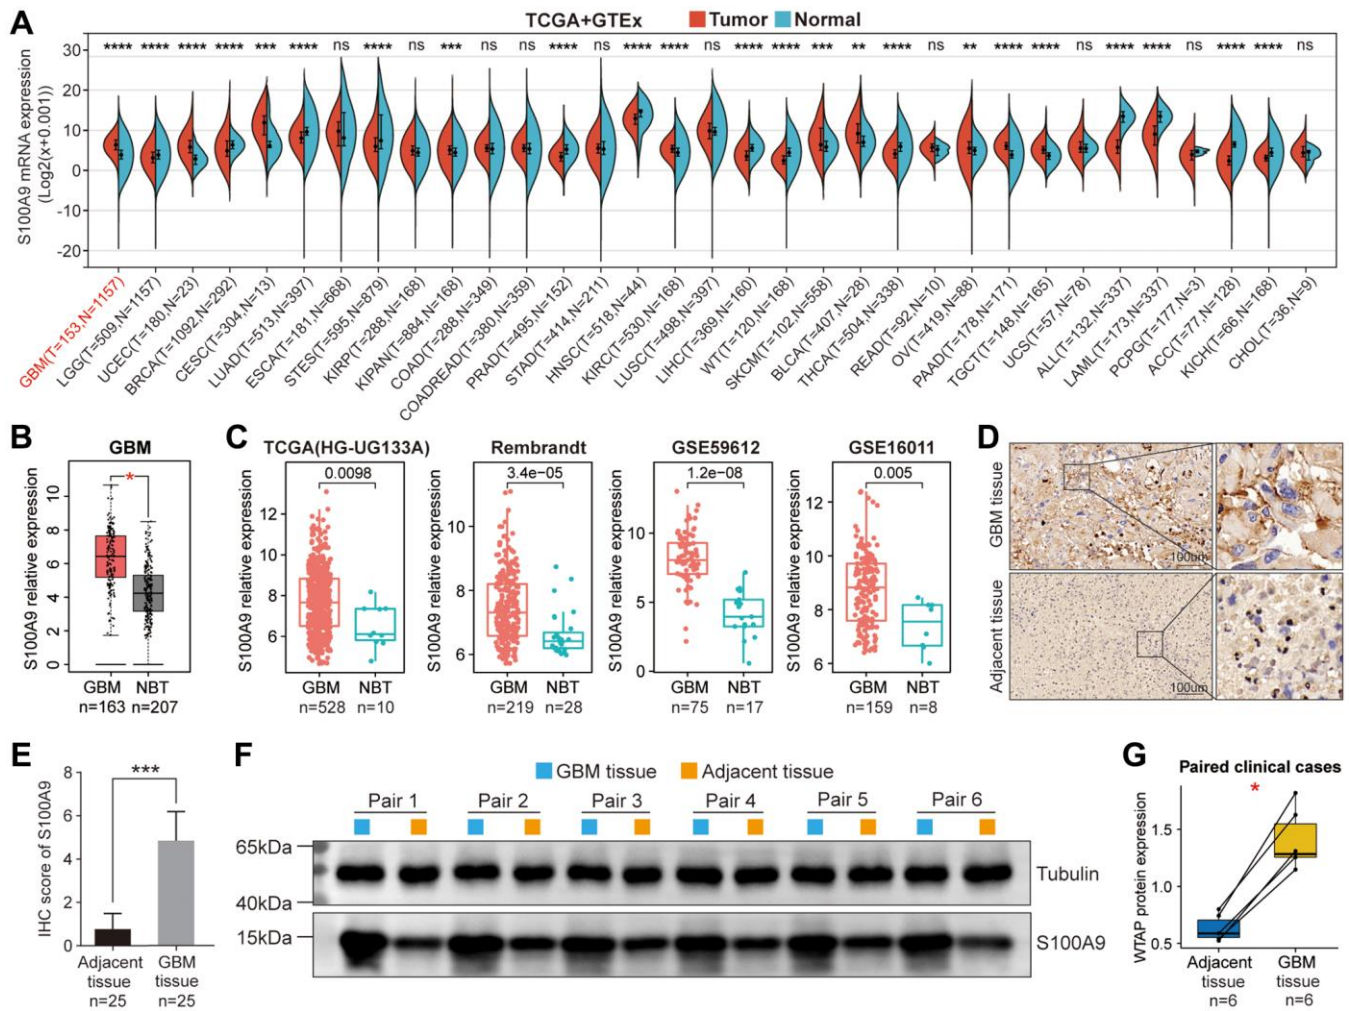 A
TCGA+GTEx
Tumor
Normal
S100A9 mRNA expression
(Log2(x+0.001))
30
20
10
0
-10
-20
**** **** **** **** *** **** ns **** ns *** ns ns **** ns **** **** ns **** **** *** ** **** ns ** **** **** ns **** **** ns **** **** ns
GBM(T=153,N=1157)
LGG(T=509,N=1157)
UCEC(T=180,N=23)
BRCA(T=1092,N=292)
CESC(T=304,N=13)
LUAD(T=513,N=397)
ESCA(T=181,N=668)
STES(T=595,N=879)
KIRP(T=288,N=168)
KIPAN(T=884,N=168)
COAD(T=288,N=349)
COADREAD(T=380,N=359)
PRAD(T=495,N=152)
STAD(T=414,N=211)
HNSC(T=518,N=44)
KIRC(T=530,N=168)
LUSC(T=498,N=397)
LIHC(T=369,N=160)
WT(T=120,N=168)
SKCM(T=102,N=558)
BLCA(T=407,N=28)
THCA(T=504,N=338)
READ(T=92,N=10)
OV(T=419,N=88)
PAAD(T=178,N=171)
TGCT(T=148,N=165)
UCS(T=57,N=78)
ALL(T=132,N=337)
LAML(T=173,N=337)
PCPG(T=177,N=3)
ACC(T=77,N=128)
KICH(T=66,N=168)
CHOL(T=36,N=9)
B
GBM
S100A9 relative expression
*
10
8
6
4
2
0
GBM NBT
n=163 n=207
C
TCGA(HG-UG133A)
S100A9 relative expression
0.0098
12
10
8
6
GBM NBT
n=528 n=10
Rembrandt
S100A9 relative expression
3.4e-05
10
8
6
GBM NBT
n=219 n=28
GSE59612
S100A9 relative expression
1.2e-08
10
5
0
GBM NBT
n=75 n=17
GSE16011
S100A9 relative expression
0.005
12
10
8
6
GBM NBT
n=159 n=8
D
GBM tissue
100um
Adjacent tissue
100um
E
IHC score of S100A9
***
8
6
4
2
0
Adjacent tissue n=25
GBM tissue n=25
F
GBM tissue
Adjacent tissue
Pair 1 Pair 2 Pair 3 Pair 4 Pair 5 Pair 6
65kDa
Tubulin
40kDa
15kDa
S100A9
G
Paired clinical cases
WTAP protein expression
*
1.5
1.0
0.5
Adjacent tissue n=6
GBM tissue n=6